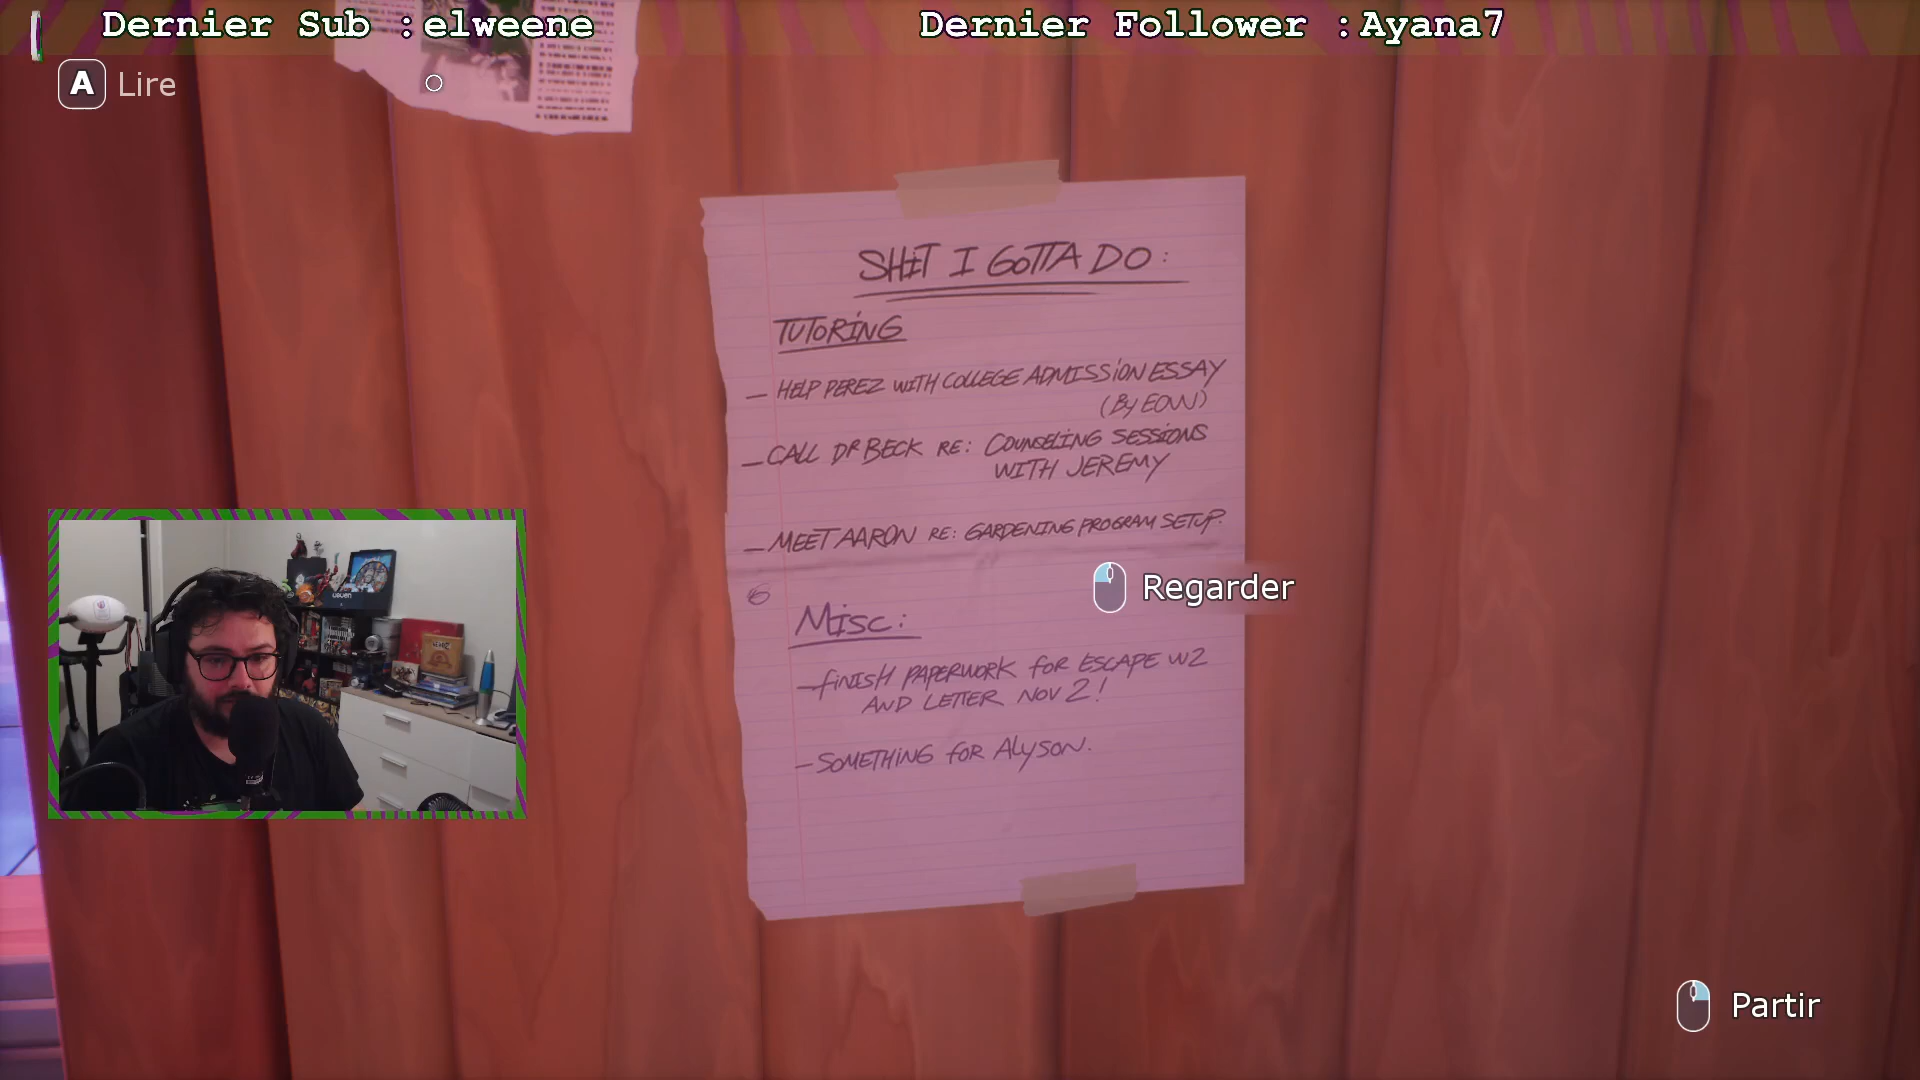 Dernier Sub : elweene
Dernier Follower : Ayana7
A Lire
SHIT I GOTTA DO:
TUTORING
— HELP PEREZ WITH COLLEGE ADMISSION ESSAY
(By EOW)
— CALL DR BECK RE: COUNSELING SESSIONS
WITH JEREMY
— MEET AARON RE: GARDENING PROGRAM SETUP.
Regarder
MISC:
— FINISH PAPERWORK FOR ESCAPE W2
AND LETTER NOV 2!
— SOMETHING FOR ALYSON.
Partir